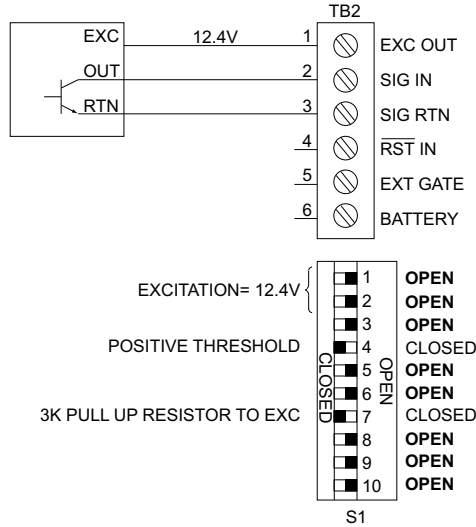 TB2
EXC 12.4V 1 EXC OUT
OUT 2 SIG IN
RTN 3 SIG RTN
4 RST IN
5 EXT GATE
6 BATTERY
EXCITATION= 12.4V
1 OPEN
2 OPEN
3 OPEN
POSITIVE THRESHOLD 4 CLOSED
5 OPEN
6 OPEN
3K PULL UP RESISTOR TO EXC 7 CLOSED
8 OPEN
9 OPEN
10 OPEN
CLOSED
OPEN
S1